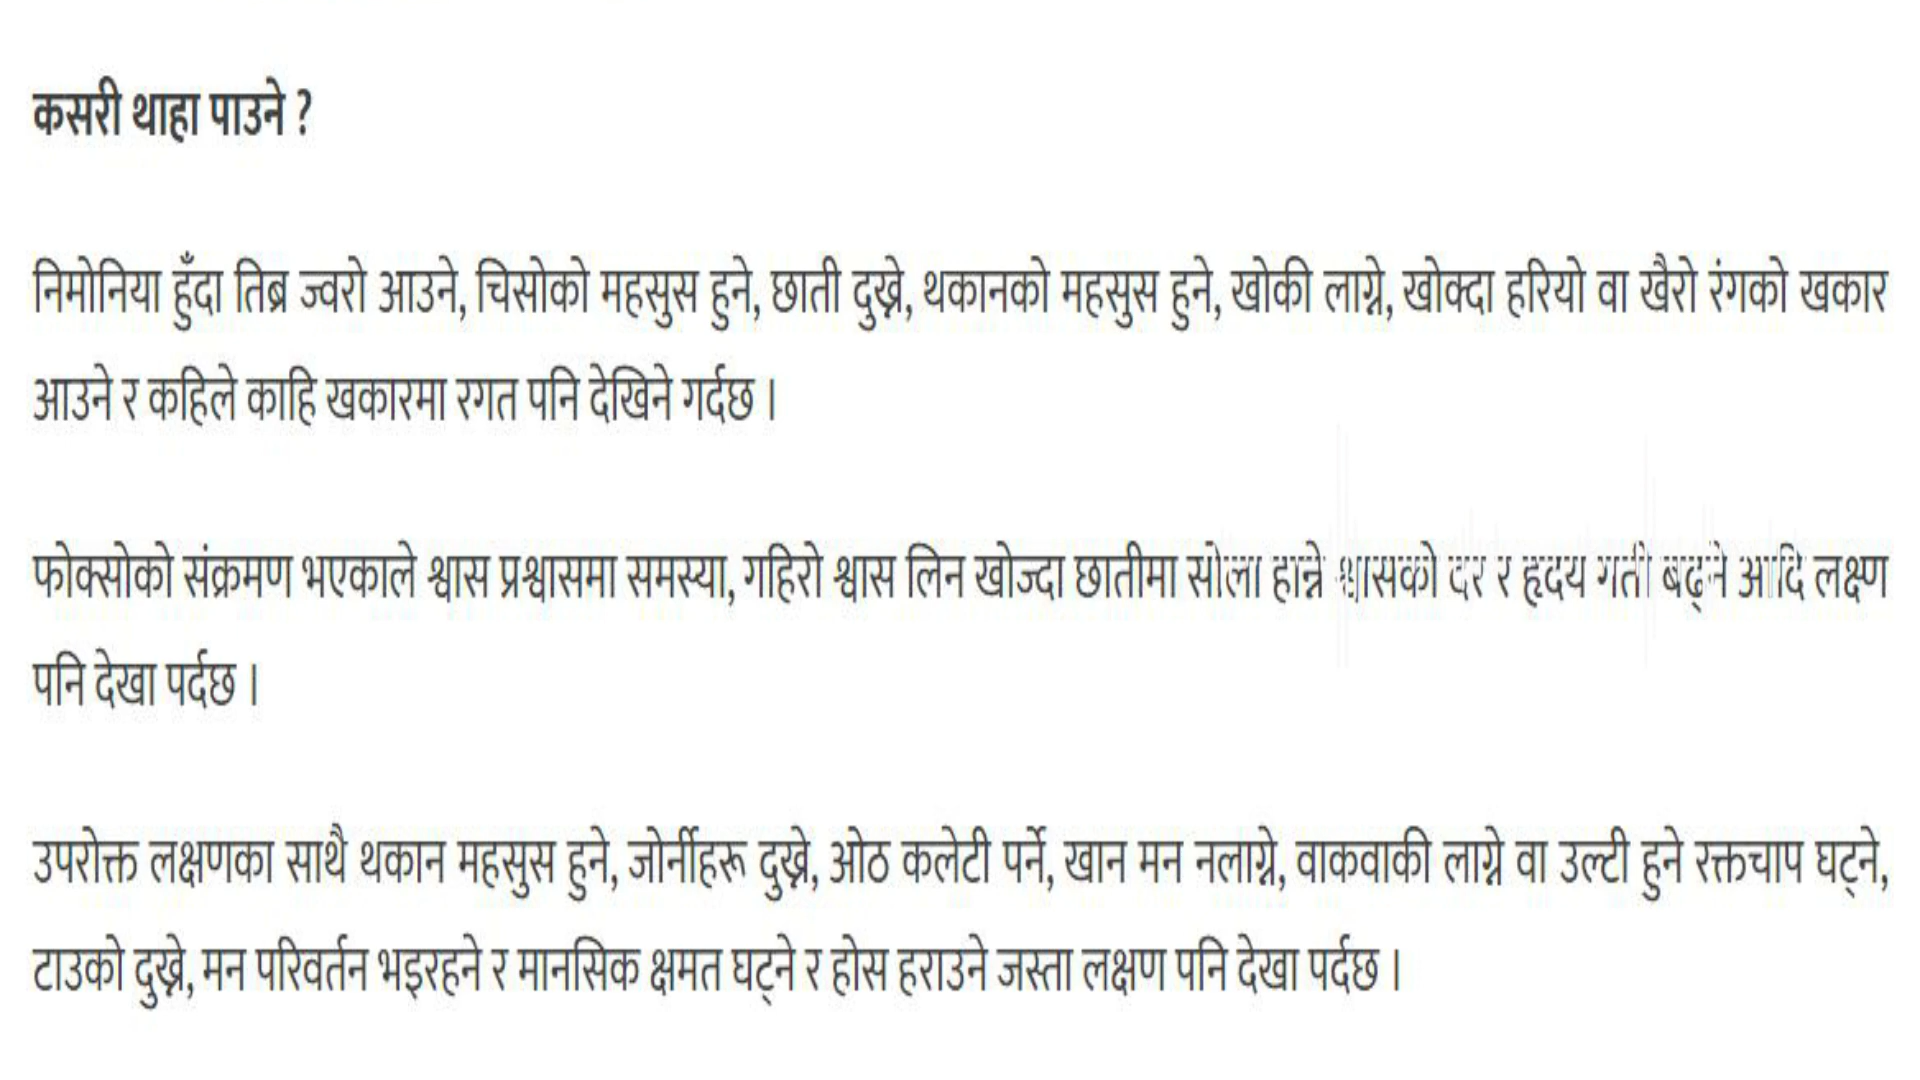 कसरी थाहा पाउने ?
निमोनिया हुँदा तिब्र ज्वरो आउने, चिसोको महसुस हुने, छाती दुख्ने, थकानको महसुस हुने, खोकी लाग्ने, खोक्दा हरियो वा खैरो रंगको खकार
आउने र कहिले काहि खकारमा रगत पनि देखिने गर्दछ ।
फोक्सोको संक्रमण भएकाले श्वास प्रश्वासमा समस्या, गहिरो श्वास लिन खोज्दा छातीमा सोला हान्ने श्वासको दर र हृदय गती बढ्ने आदि लक्ष्ण
पनि देखा पर्दछ ।
उपरोक्त लक्षणका साथै थकान महसुस हुने, जोर्नीहरू दुख्ने, ओठ कलेटी पर्ने, खान मन नलाग्ने, वाकवाकी लाग्ने वा उल्टी हुने रक्तचाप घट्ने,
टाउको दुख्ने, मन परिवर्तन भइरहने र मानसिक क्षमत घट्ने र होस हराउने जस्ता लक्षण पनि देखा पर्दछ ।